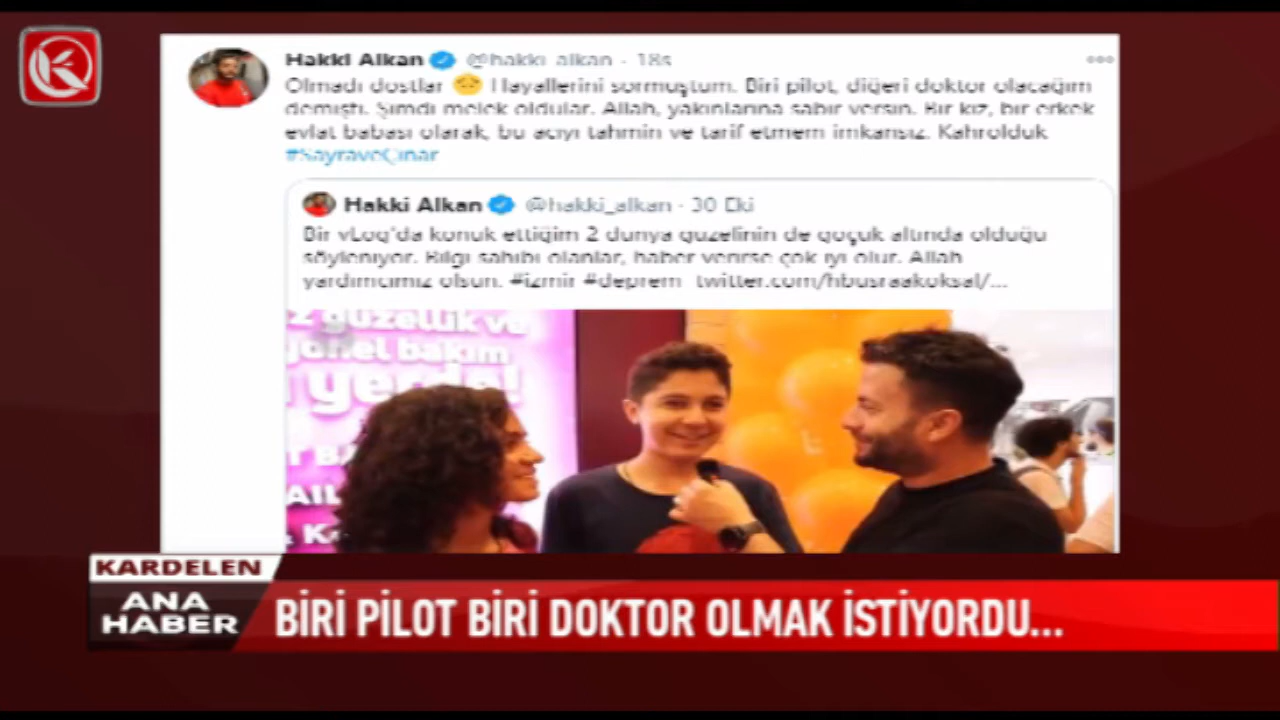 Hakkı Alkan @hakki_alkan · 18s
Olmadı dostlar Hayallerini sormuştum. Biri pilot, diğeri doktor olacağım
demişti. Şimdi melek oldular. Allah, yakınlarına sabır versin. Bir kız, bir erkek
evlat babası olarak, bu acıyı tahmin ve tarif etmem imkansız. Kahrolduk
#SayraveÇınar
Hakkı Alkan @hakki_alkan · 30 Eki
Bir vLog'da konuk ettiğim 2 dünya güzelinin de göçük altında olduğu
söyleniyor. Bilgi sahibi olanlar, haber verirse çok iyi olur. Allah
yardımcımız olsun. #izmir #deprem twitter.com/hbusraakoksal/...
z güzellik ve
bakım
yerde!
KARDELEN
ANA
HABER
BİRİ PİLOT BİRİ DOKTOR OLMAK İSTİYORDU...